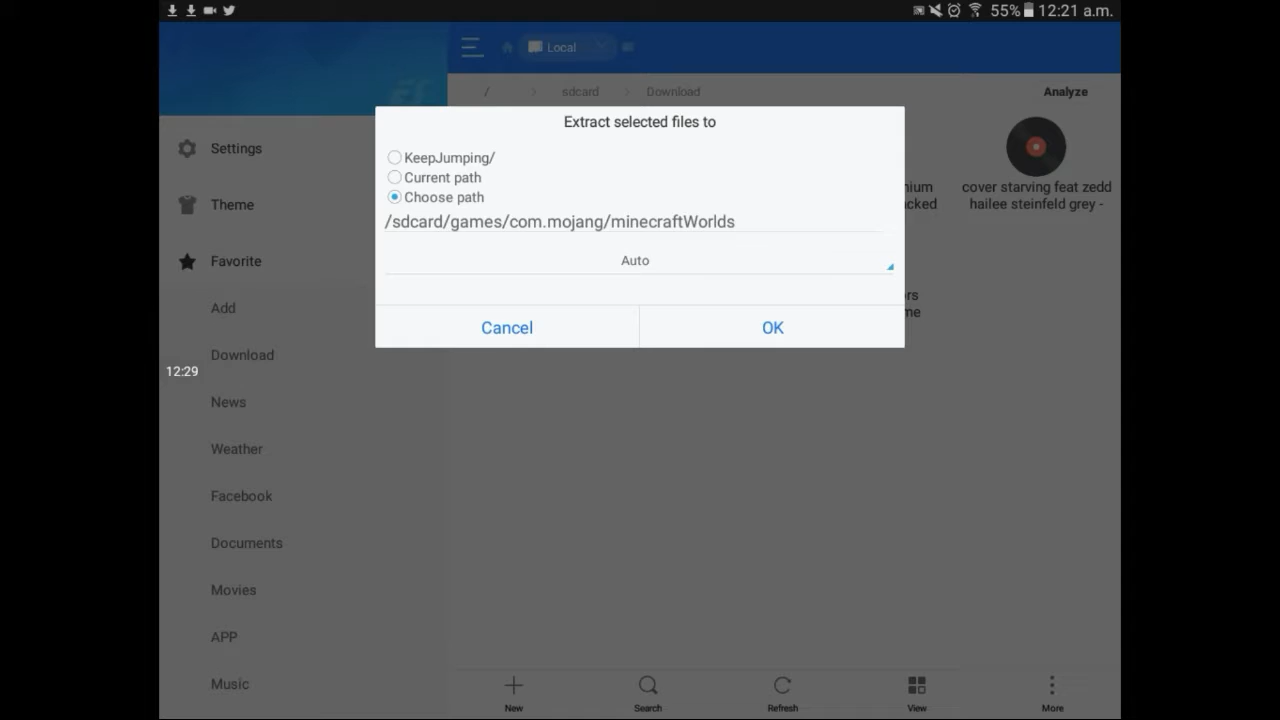 55% 12:21 a.m.
Local
/ > sdcard > Download
Analyze
Extract selected files to
KeepJumping/
Current path
Choose path
/sdcard/games/com.mojang/minecraftWorlds
Auto
Cancel
OK
Settings
Theme
Favorite
Add
Download
12:29
News
Weather
Facebook
Documents
Movies
APP
Music
cover starving feat zedd
hailee steinfeld grey -
New
Search
Refresh
View
More